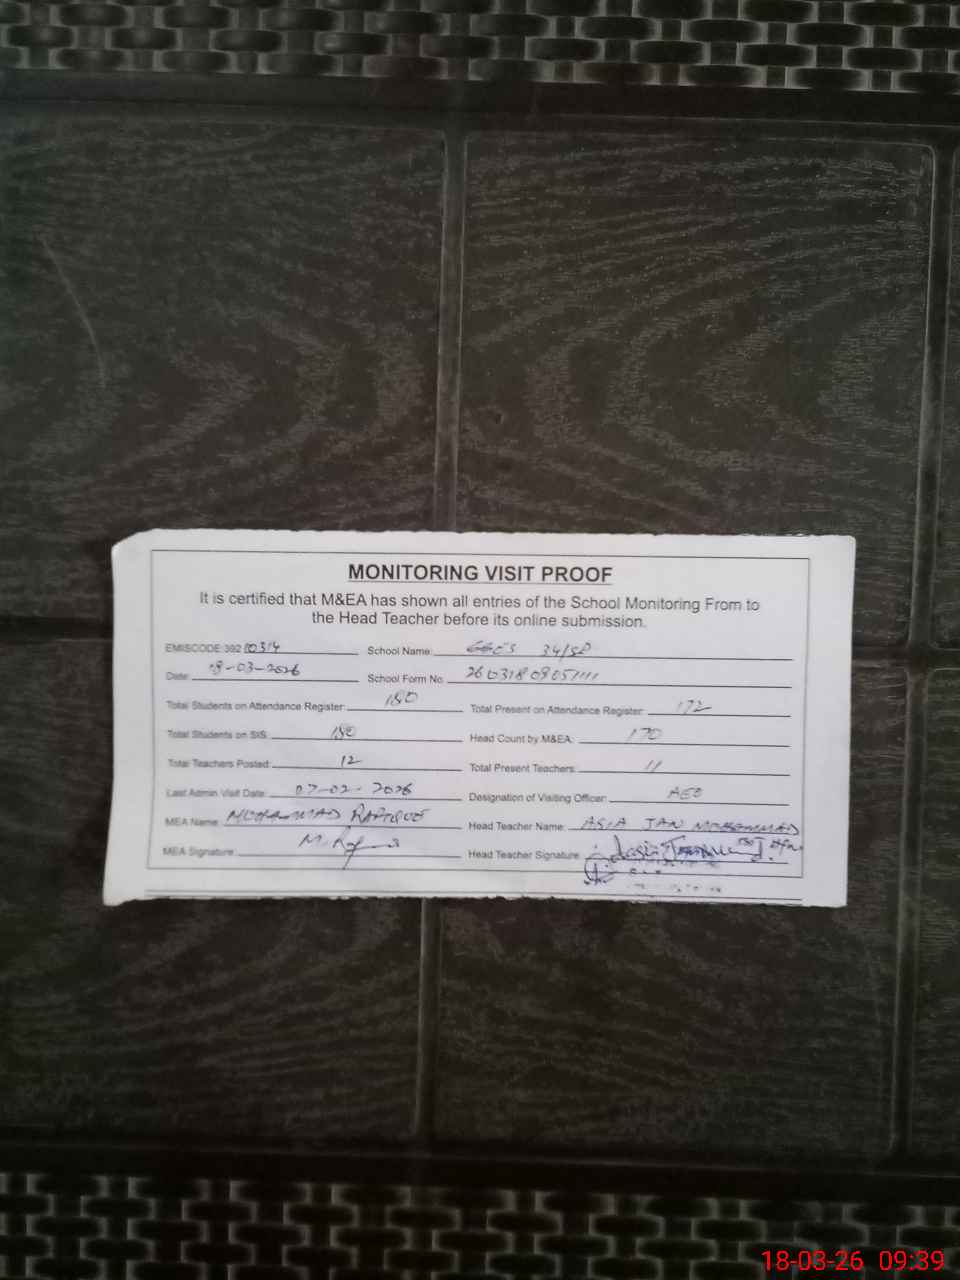 MONITORING VISIT PROOF
It is certified that M&EA has shown all entries of the School Monitoring From to
the Head Teacher before its online submission.
EMISCODE 392 10314 School Name: GGES 34/SP
Date: 18-03-2026 School Form No. 2603180905
Total Students on Attendance Register: 180 Total Present on Attendance Register: 172
Total Students on SIS: 180 Head Count by M&EA: 170
Total Teachers Posted: 12 Total Present Teachers: 11
Last Admin Visit Date: 07-02-2026 Designation of Visiting Officer: AEO
MEA Name: MUHAMMAD RAFIQUE Head Teacher Name: ASIA JAN MOHAMMAD
MEA Signature: M. Raf Head Teacher Signature:
18-03-26 09:39